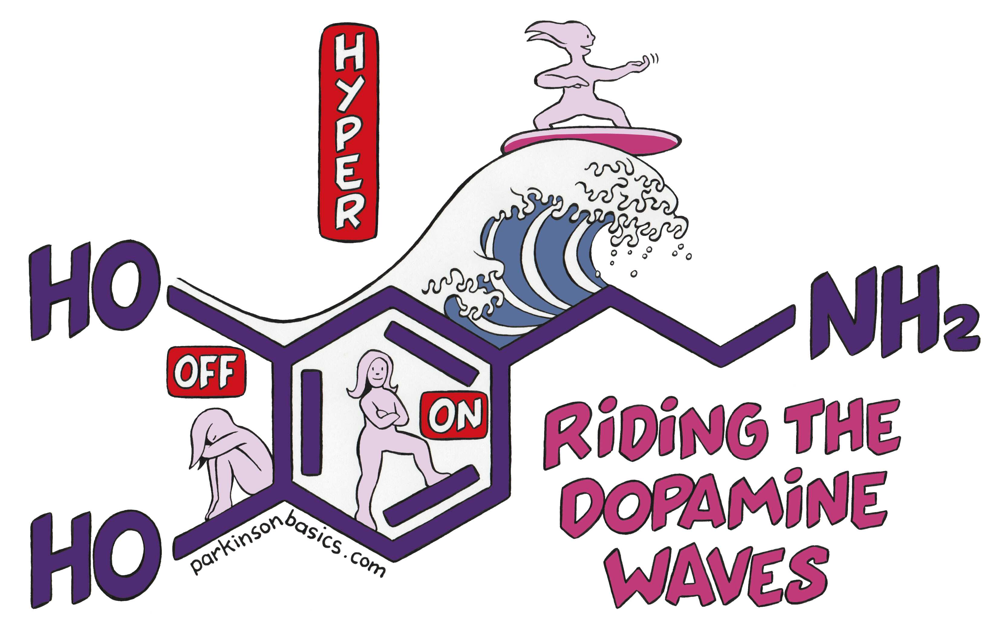 HYPER
HO
NH2
OFF
ON
HO
parkinsonbasics.com
RiDiNG THE
DOPAMiNE
WAVES